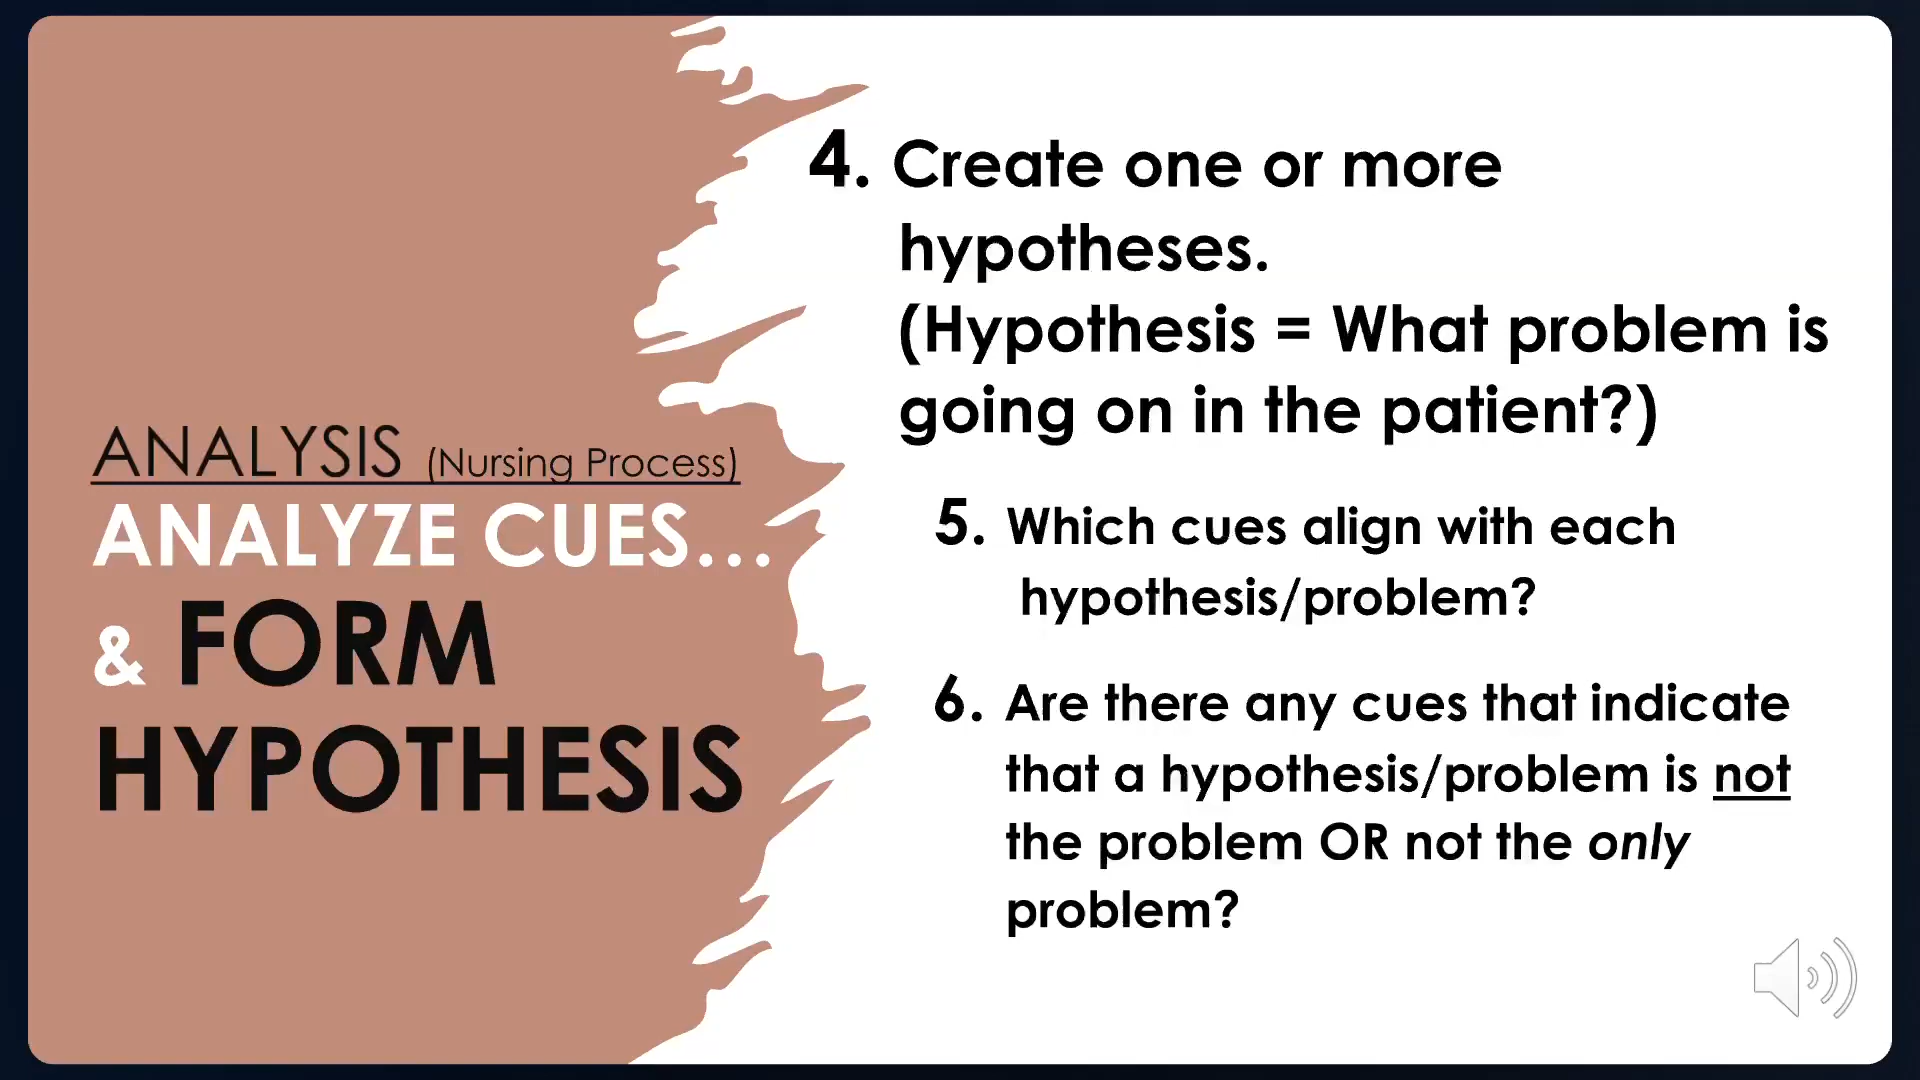 ANALYSIS (Nursing Process)
ANALYZE CUES...
& FORM
HYPOTHESIS
4. Create one or more
hypotheses.
(Hypothesis = What problem is
going on in the patient?)
5. Which cues align with each
hypothesis/problem?
6. Are there any cues that indicate
that a hypothesis/problem is not
the problem OR not the only
problem?